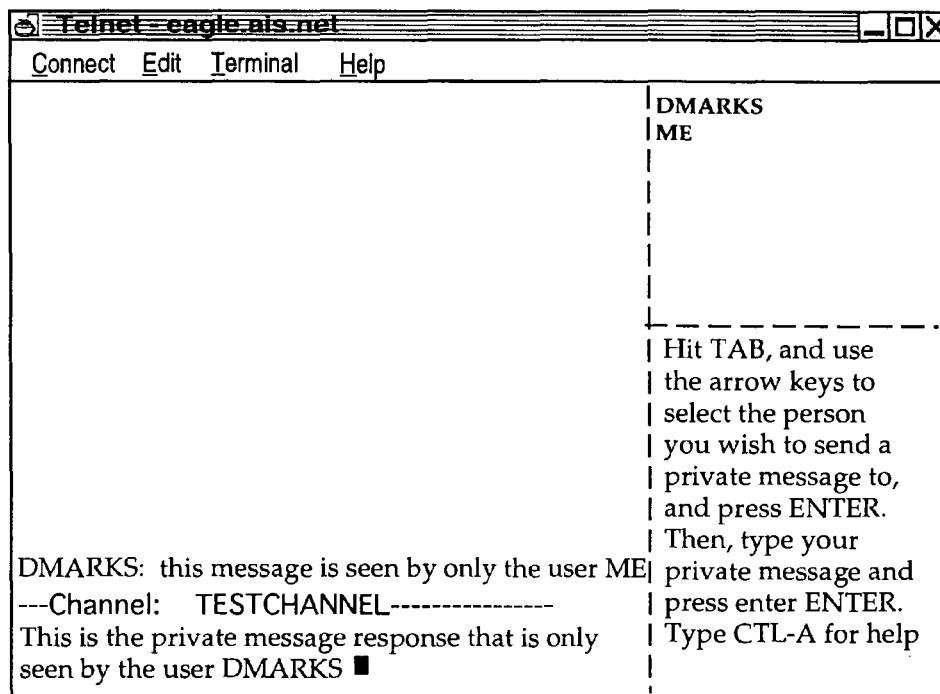 Telnet - eagle.ais.net
Connect Edit Terminal Help
DMARKS
ME
Hit TAB, and use
the arrow keys to
select the person
you wish to send a
private message to,
and press ENTER.
Then, type your
private message and
press enter ENTER.
Type CTL-A for help
DMARKS: this message is seen by only the user ME
---Channel: TESTCHANNEL-----------------
This is the private message response that is only
seen by the user DMARKS